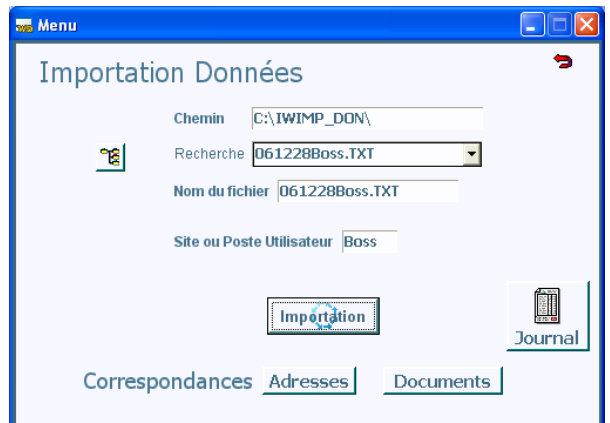 Menu
Importation Données
Chemin C:\IWIMP_DON\
Recherche 061228Boss.TXT
Nom du fichier 061228Boss.TXT
Site ou Poste Utilisateur Boss
Importation
Journal
Correspondances Adresses Documents